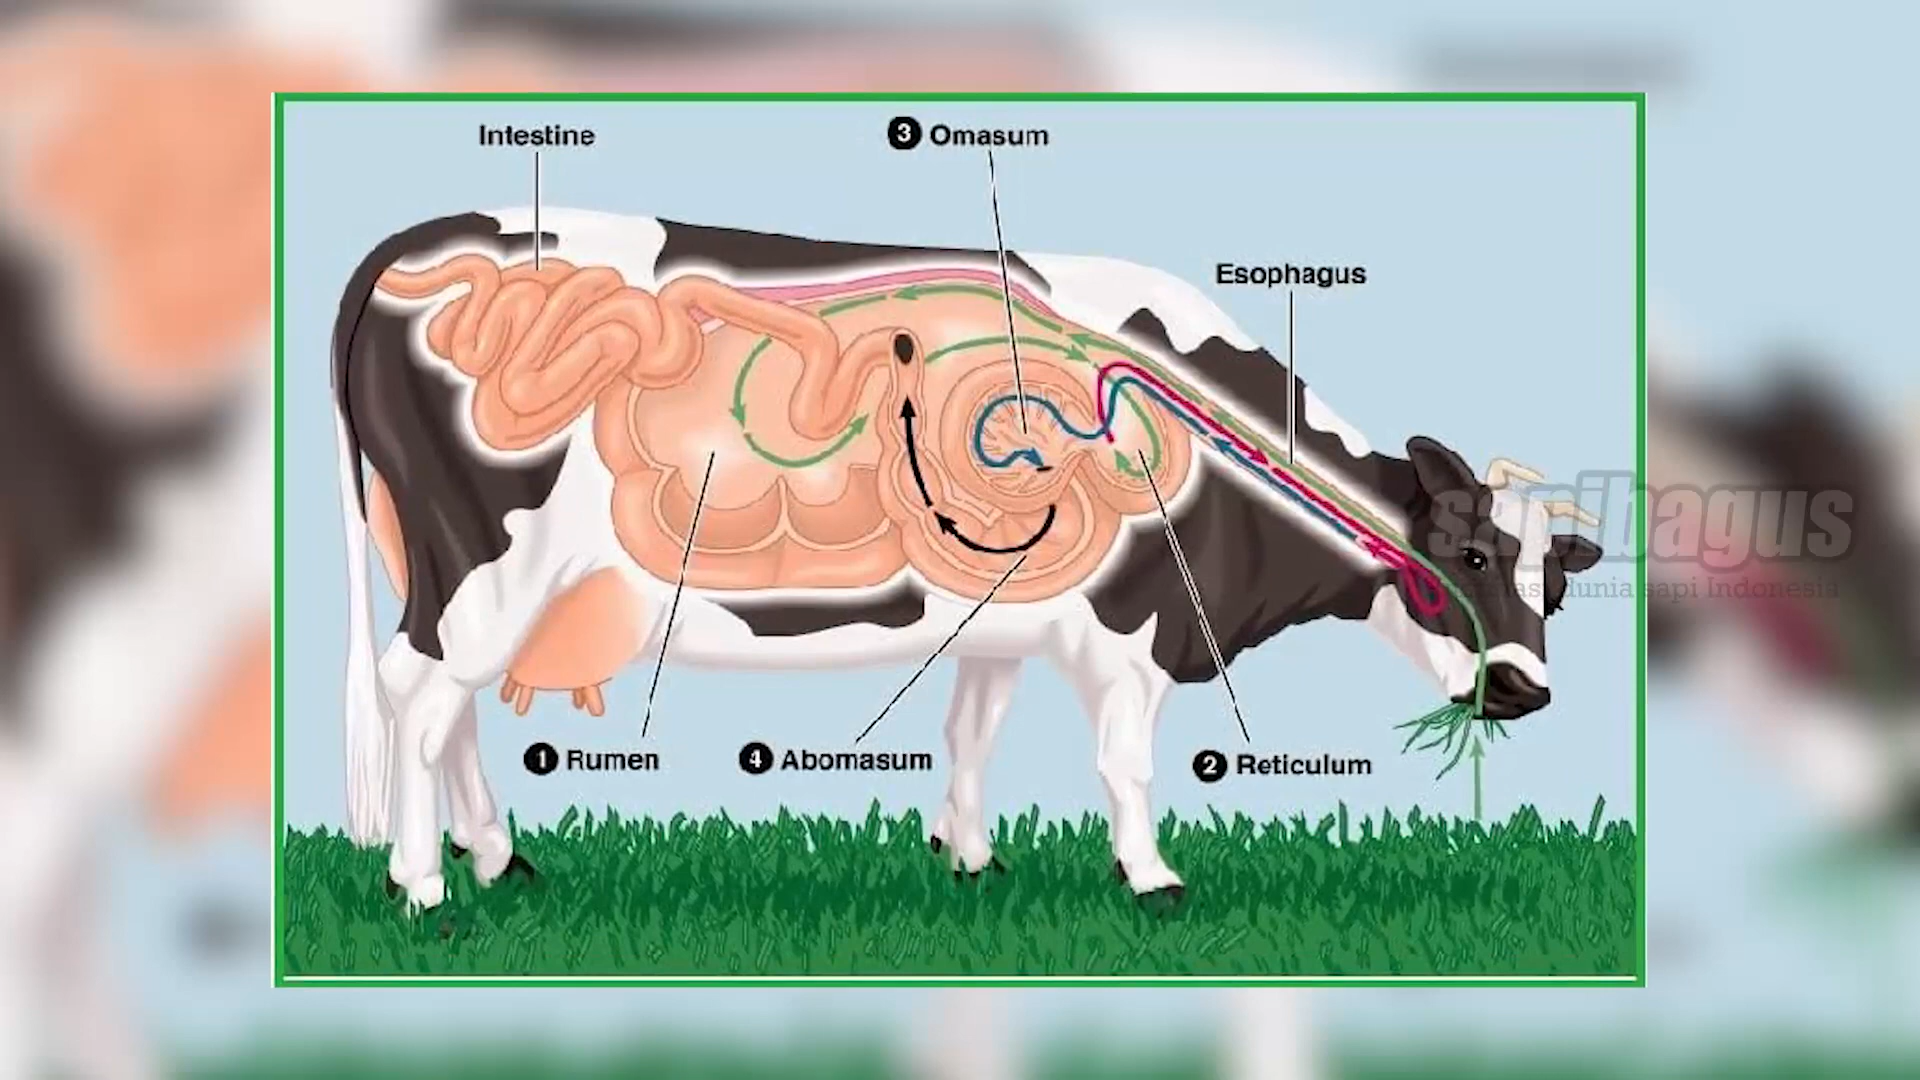 Intestine
3 Omasum
Esophagus
sapibagus
dunia sapi Indonesia
1 Rumen
4 Abomasum
2 Reticulum